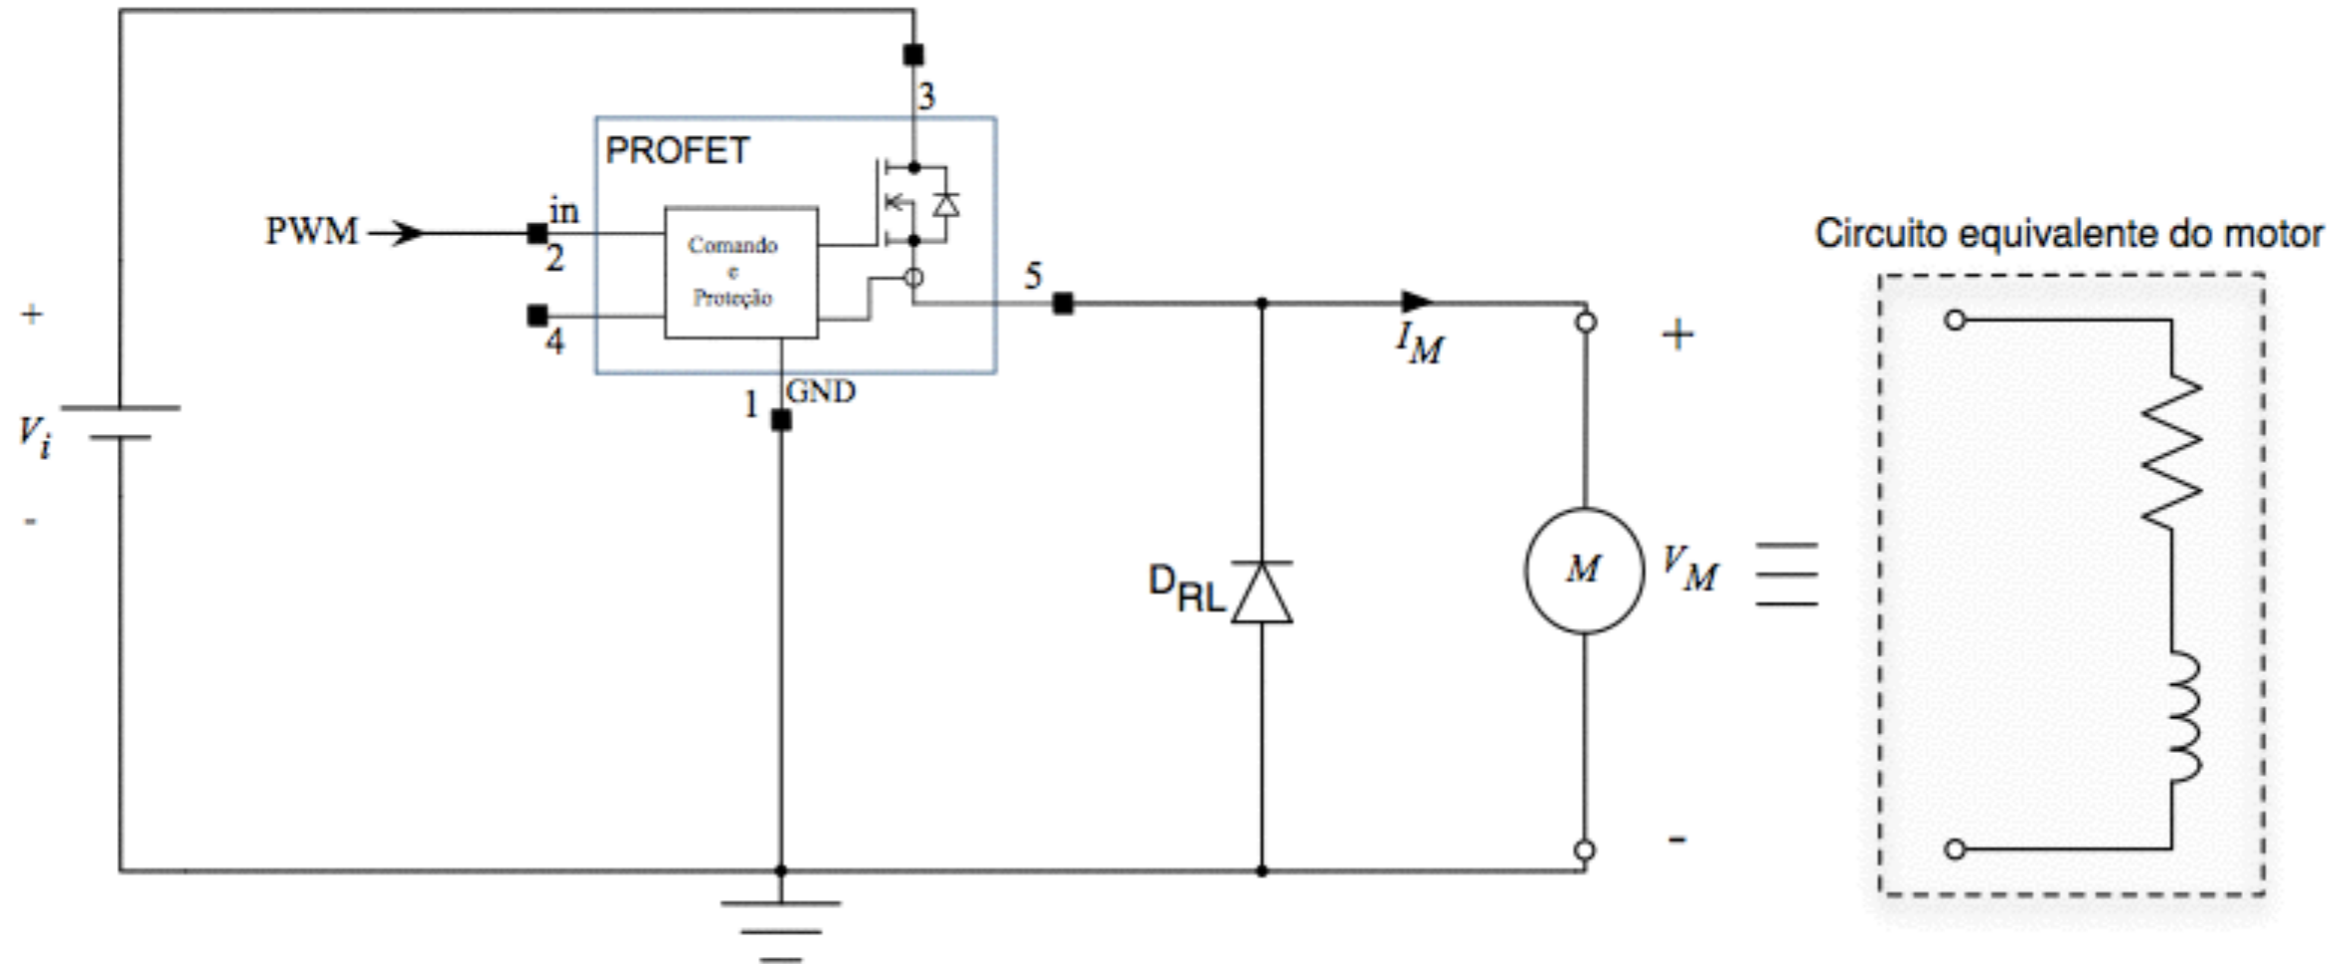 3
PROFET
in
PWM
2
Comando
e
Proteção
4
5
1
GND
I_M
Circuito equivalente do motor
+
V_i
-
D_RL
M
+
V_M
-